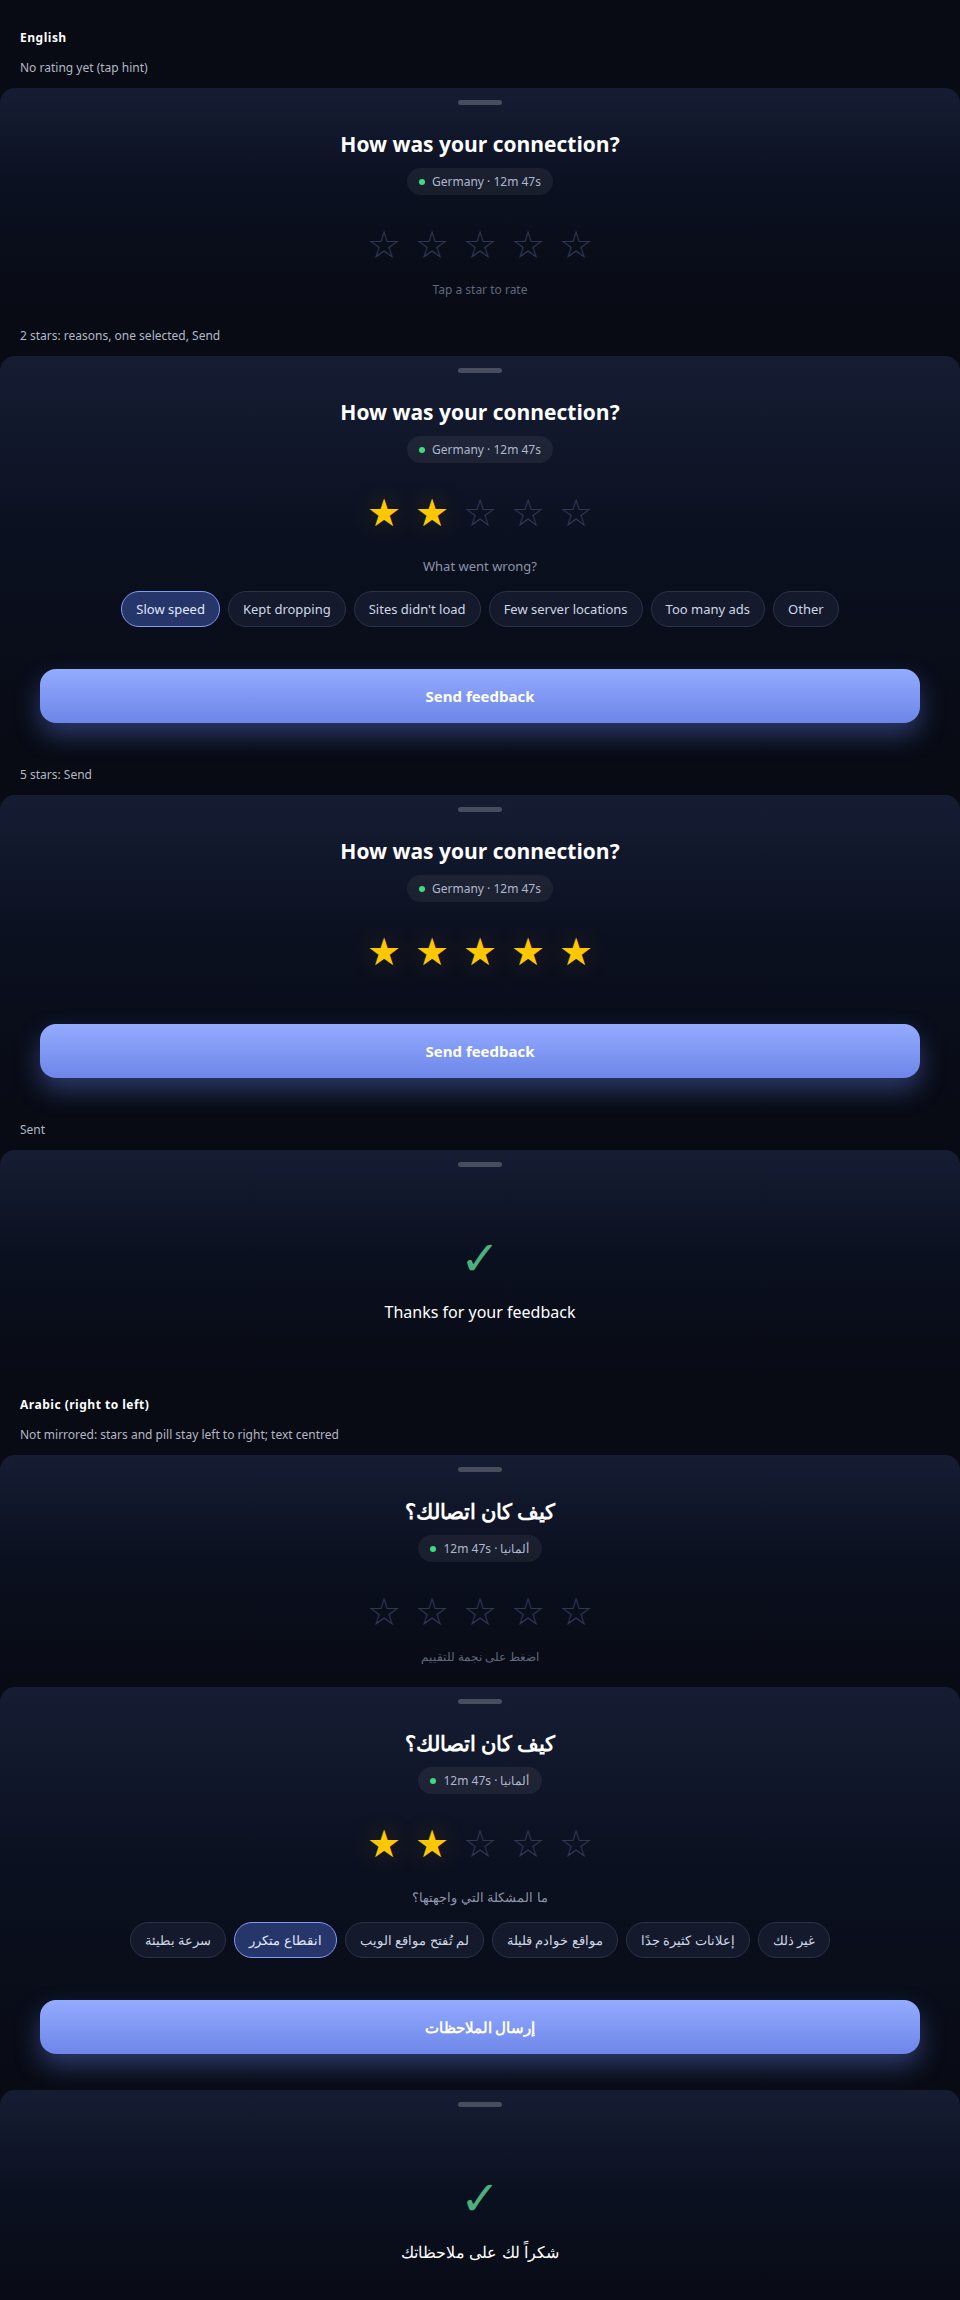 English
No rating yet (tap hint)
How was your connection?
Germany · 12m 47s
☆ ☆ ☆ ☆ ☆
Tap a star to rate
2 stars: reasons, one selected, Send
How was your connection?
Germany · 12m 47s
★ ★ ☆ ☆ ☆
What went wrong?
Slow speed Kept dropping Sites didn't load Few server locations Too many ads Other
Send feedback
5 stars: Send
How was your connection?
Germany · 12m 47s
★ ★ ★ ★ ★
Send feedback
Sent
✓
Thanks for your feedback
Arabic (right to left)
Not mirrored: stars and pill stay left to right; text centred
كيف كان اتصالك؟
ألمانيا · 12m 47s
☆ ☆ ☆ ☆ ☆
اضغط على نجمة للتقييم
كيف كان اتصالك؟
ألمانيا · 12m 47s
★ ★ ☆ ☆ ☆
ما المشكلة التي واجهتها؟
سرعة بطيئة انقطاع متكرر لم تُفتح مواقع الويب مواقع خوادم قليلة إعلانات كثيرة جدًا غير ذلك
إرسال الملاحظات
✓
شكراً لك على ملاحظاتك